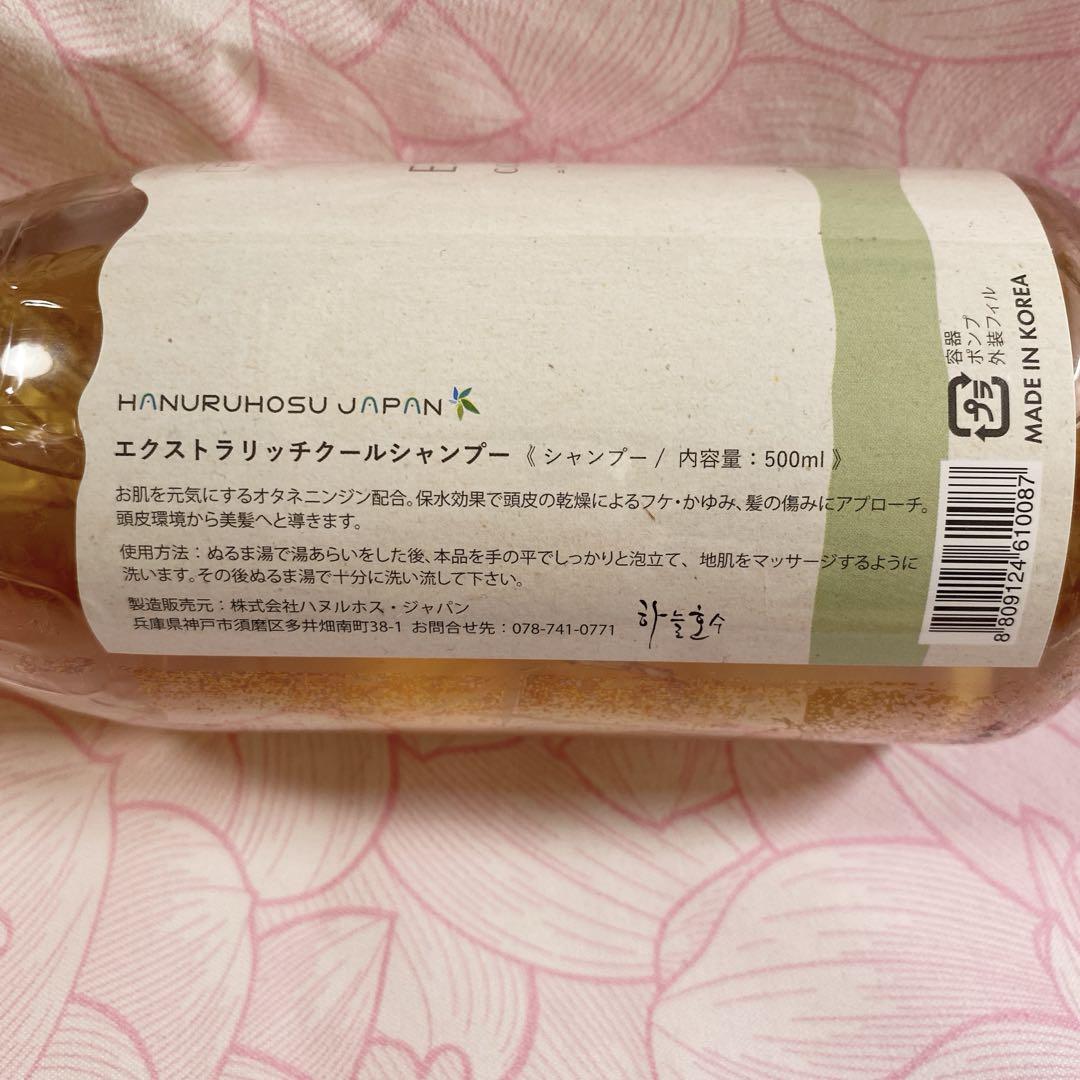 HANURUHOSU JAPAN
エクストラリッチクールシャンプー 《 シャンプー / 内容量：500ml 》
お肌を元気にするオタネニンジン配合。保水効果で頭皮の乾燥によるフケ・かゆみ、髪の傷みにアプローチ。
頭皮環境から美髪へと導きます。
使用方法：ぬるま湯で湯あらいをした後、本品を手の平でしっかりと泡立て、地肌をマッサージするように
洗います。その後ぬるま湯で十分に洗い流して下さい。
製造販売元：株式会社ハヌルホス・ジャパン
兵庫県神戸市須磨区多井畑南町38-1 お問合せ先：078-741-0771
하늘호수
容器
ポンプ
外装フィル
プラ
MADE IN KOREA
8809124610087